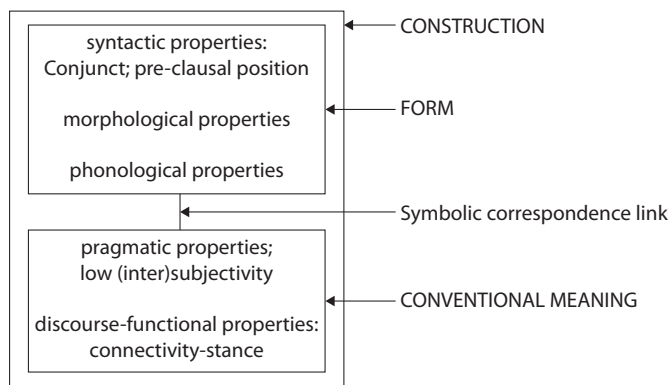 CONSTRUCTION
syntactic properties:
Conjunct; pre-clausal position
morphological properties
FORM
phonological properties
Symbolic correspondence link
pragmatic properties;
low (inter)subjectivity
CONVENTIONAL MEANING
discourse-functional properties:
connectivity-stance